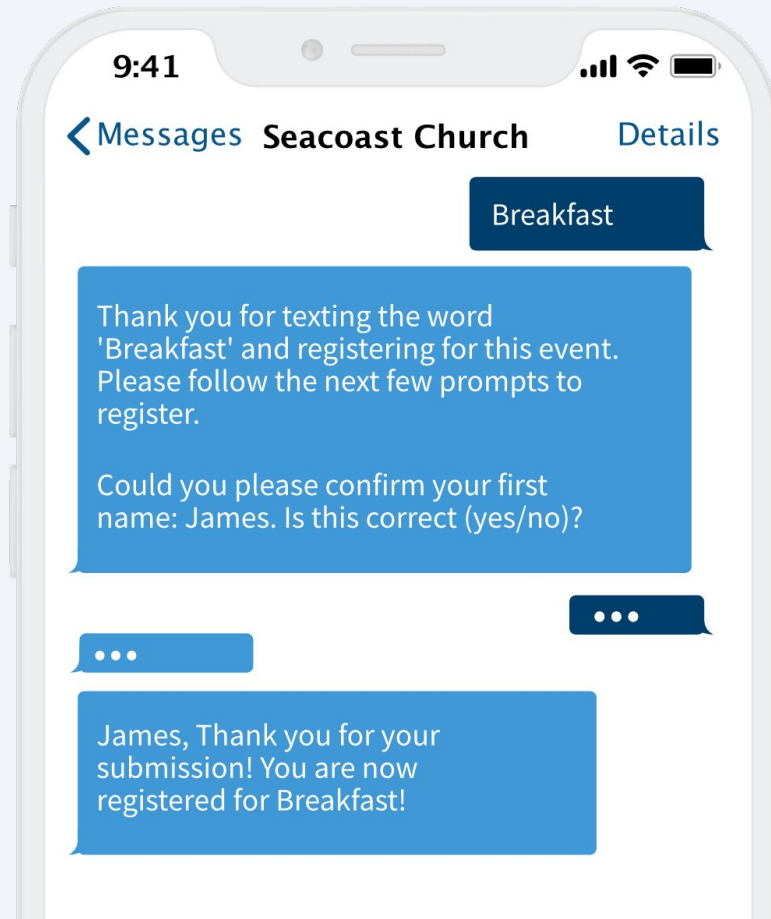 9:41
Messages Seacoast Church Details
Breakfast
Thank you for texting the word
'Breakfast' and registering for this event.
Please follow the next few prompts to
register.
Could you please confirm your first
name: James. Is this correct (yes/no)?
•••
•••
James, Thank you for your
submission! You are now
registered for Breakfast!